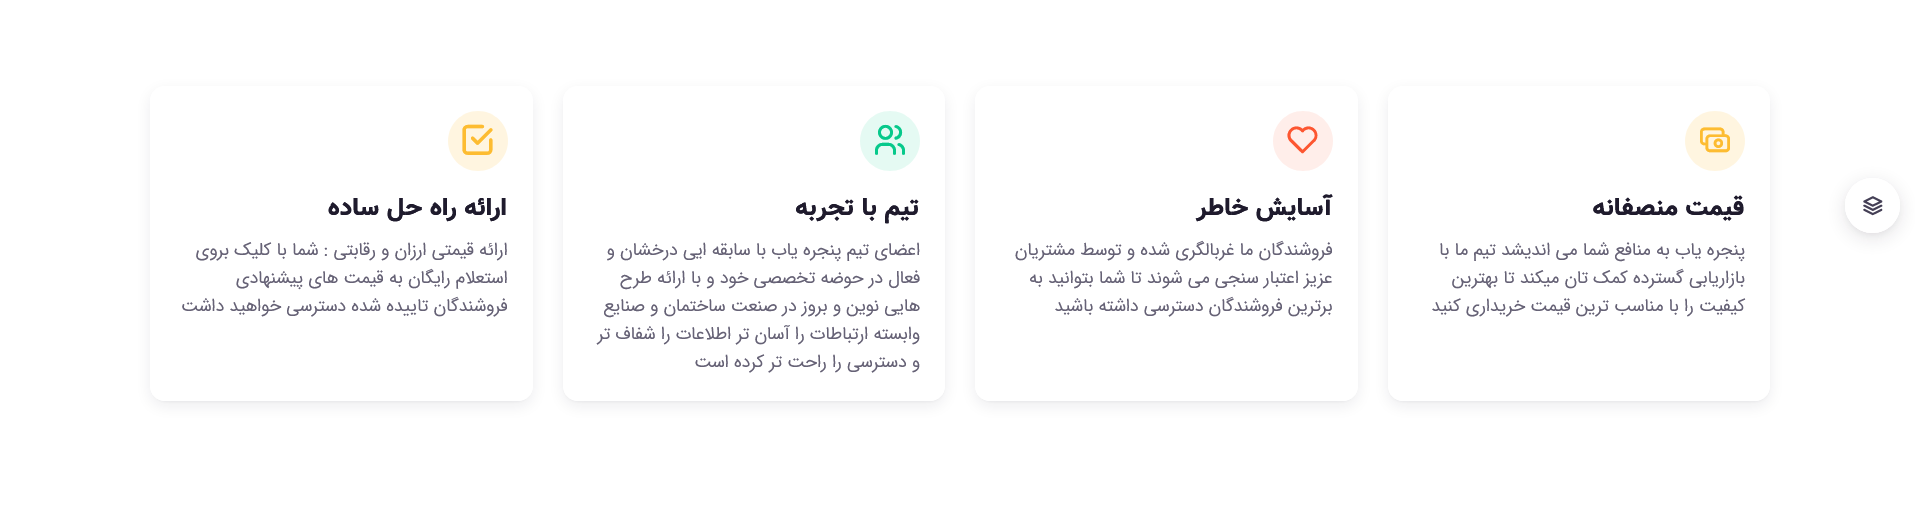 قیمت منصفانه
پنجره یاب به منافع شما می اندیشد تیم ما با
بازاریابی گسترده کمک تان میکند تا بهترین
کیفیت را با مناسب ترین قیمت خریداری کنید
آسایش خاطر
فروشندگان ما غربالگری شده و توسط مشتریان
عزیز اعتبار سنجی می شوند تا شما بتوانید به
برترین فروشندگان دسترسی داشته باشید
تیم با تجربه
اعضای تیم پنجره یاب با سابقه ایی درخشان و
فعال در حوضه تخصصی خود و با ارائه طرح
هایی نوین و بروز در صنعت ساختمان و صنایع
وابسته ارتباطات را آسان تر اطلاعات را شفاف تر
و دسترسی را راحت تر کرده است
ارائه راه حل ساده
ارائه قیمتی ارزان و رقابتی : شما با کلیک بروی
استعلام رایگان به قیمت های پیشنهادی
فروشندگان تاییده شده دسترسی خواهید داشت